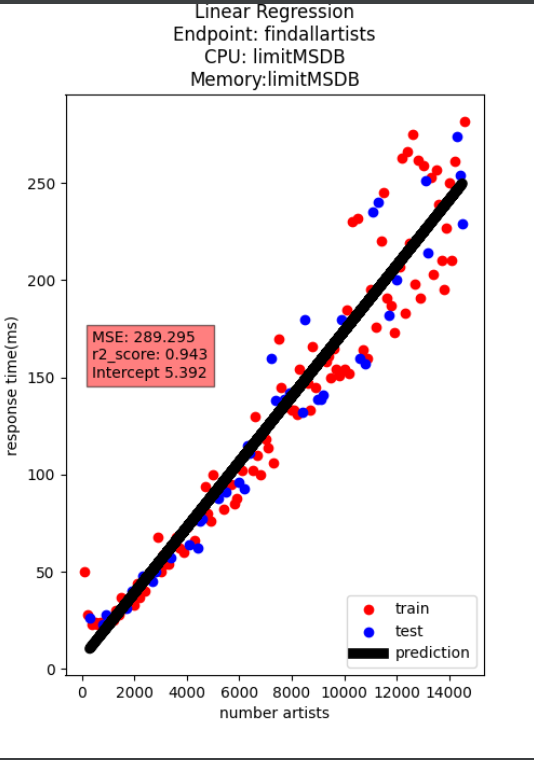 Linear Regression
Endpoint: findallartists
CPU: limitMSDB
Memory:limitMSDB
250
200
150
100
50
0
response time(ms)
MSE: 289.295
r2_score: 0.943
Intercept 5.392
train
test
prediction
0 2000 4000 6000 8000 10000 12000 14000
number artists